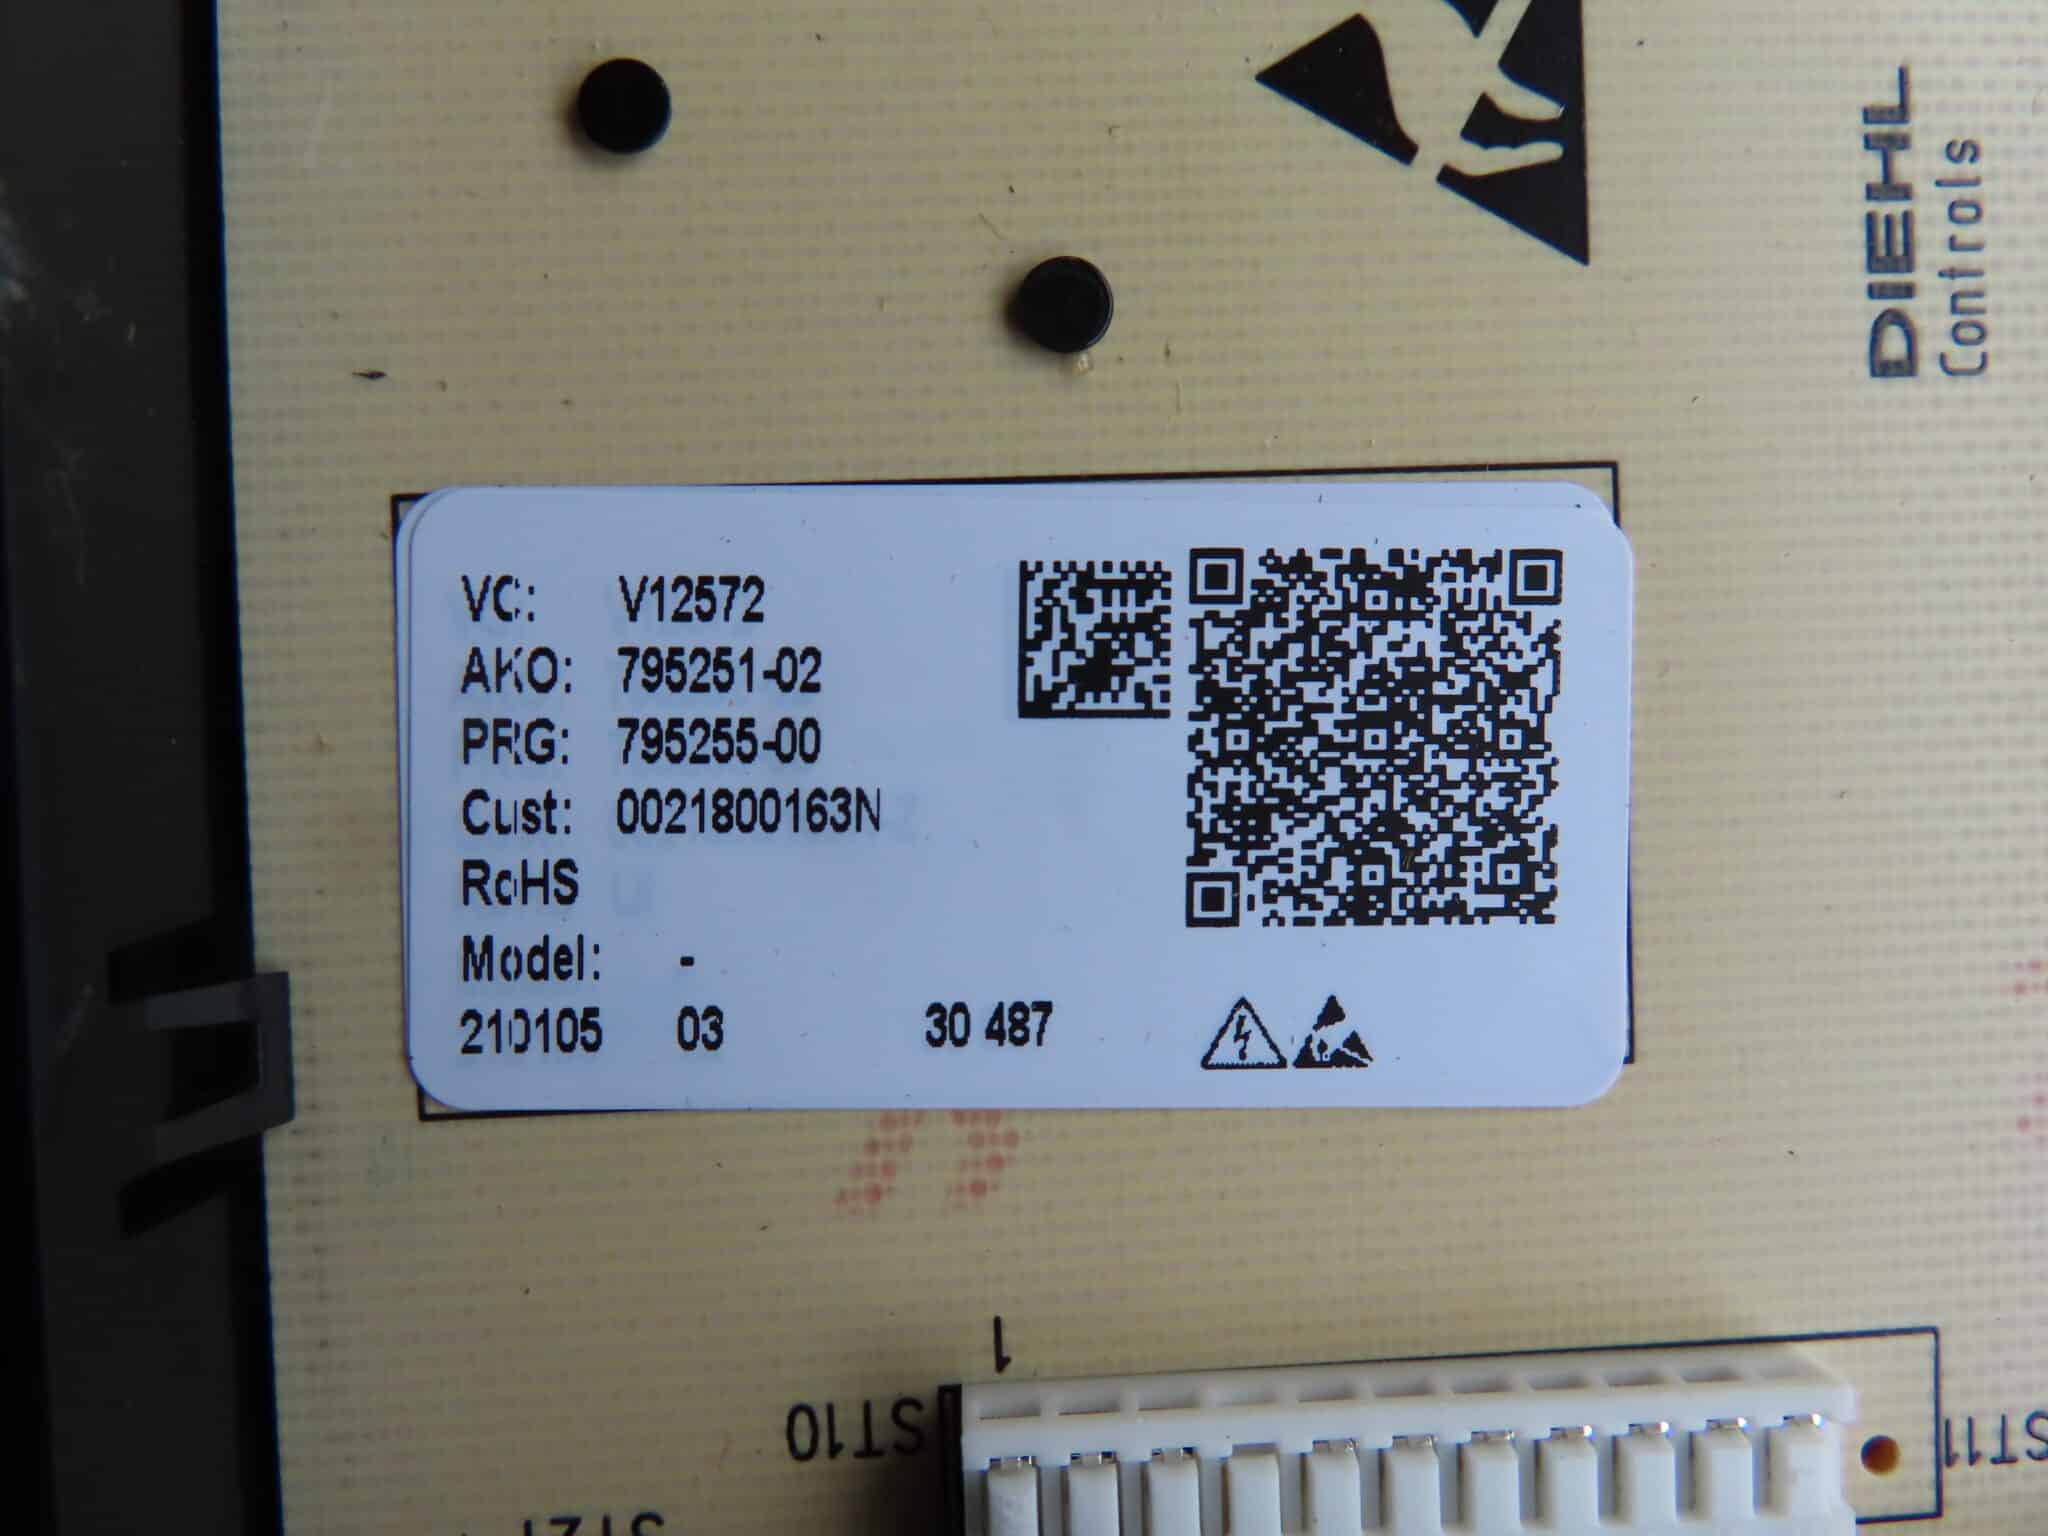 DIEHL
Controls
VC: V12572
AKO: 795251-02
PRG: 795255-00
Cust: 0021800163N
RoHS
Model: -
210105 03 30 487
1
ST10
ST11